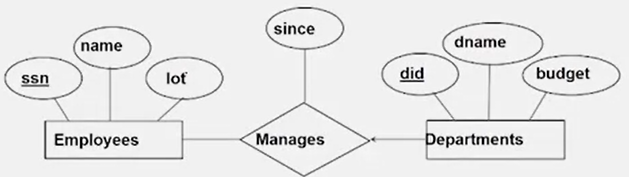 since
name
dname
ssn
lot
did
budget
Employees
Manages
Departments